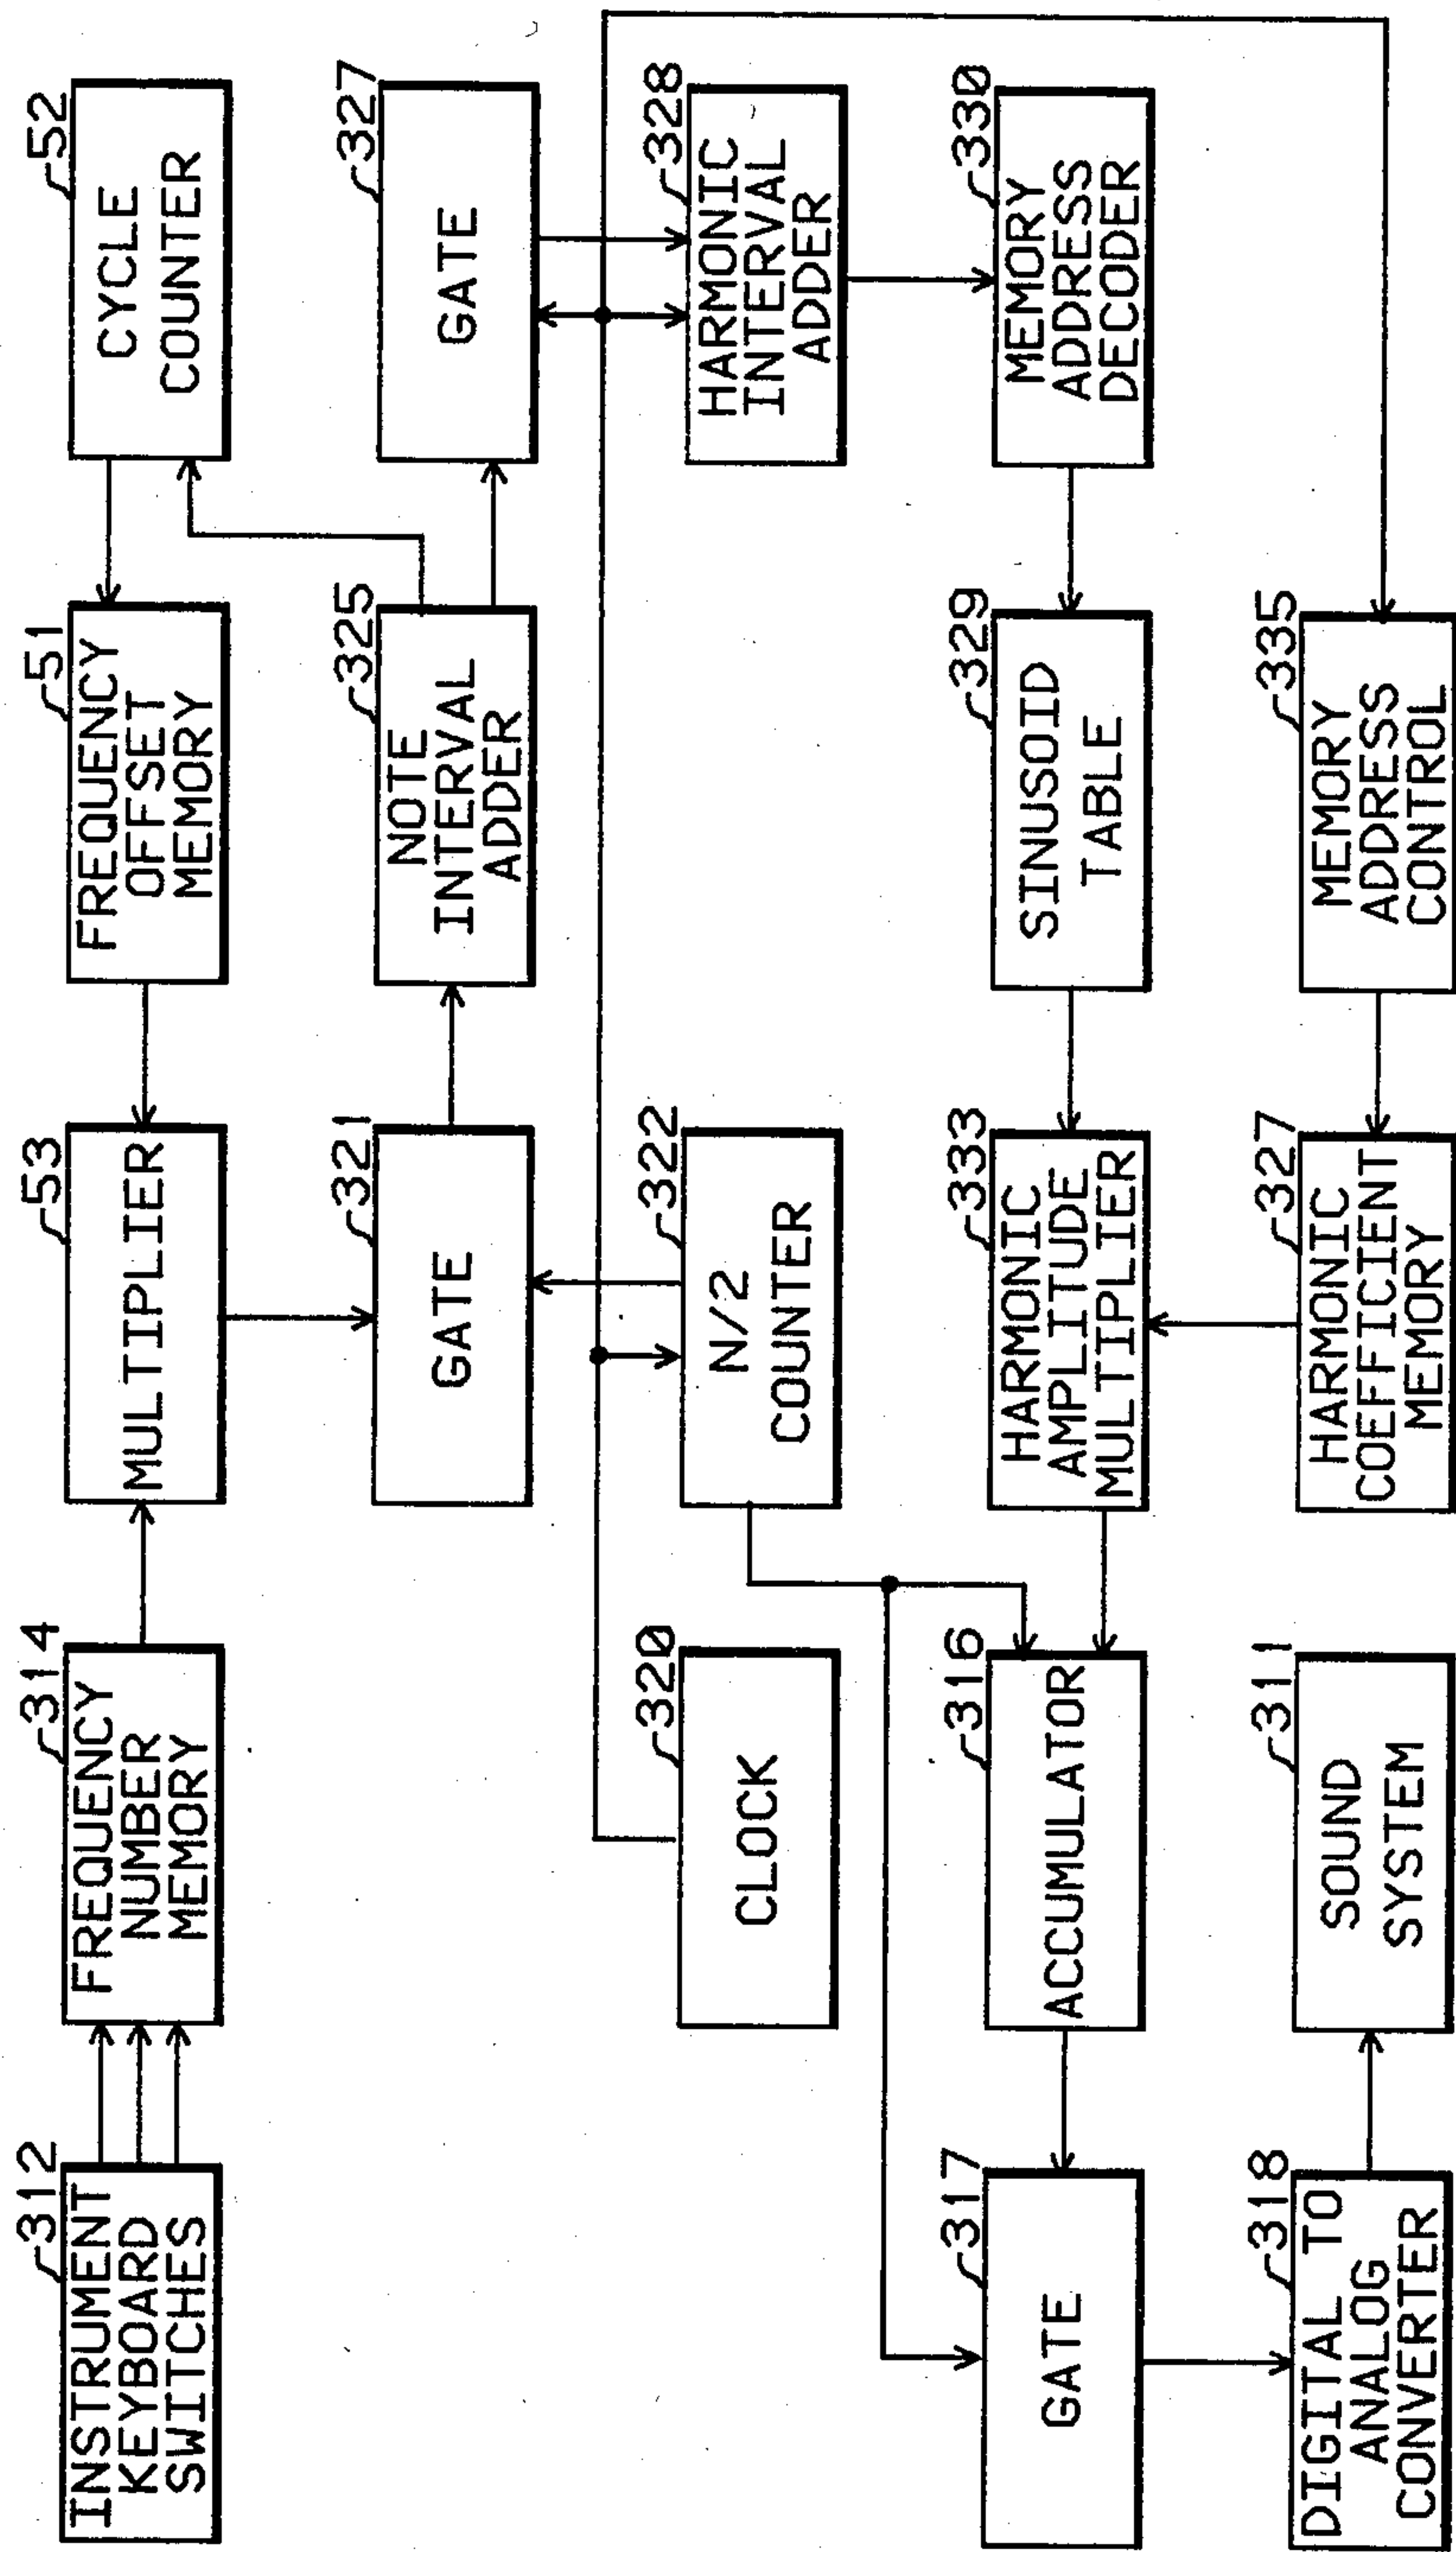 312
INSTRUMENT
KEYBOARD
SWITCHES
314
FREQUENCY
NUMBER
MEMORY
53
MULTIPLIER
51
FREQUENCY
OFFSET
MEMORY
52
CYCLE
COUNTER
321
GATE
325
NOTE
INTERVAL
ADDER
327
GATE
320
CLOCK
322
N/2
COUNTER
328
HARMONIC
INTERVAL
ADDER
317
GATE
316
ACCUMULATOR
333
HARMONIC
AMPLITUDE
MULTIPLIER
329
SINUSOID
TABLE
330
MEMORY
ADDRESS
DECODER
318
DIGITAL TO
ANALOG
CONVERTER
311
SOUND
SYSTEM
327
HARMONIC
COEFFICIENT
MEMORY
335
MEMORY
ADDRESS
CONTROL